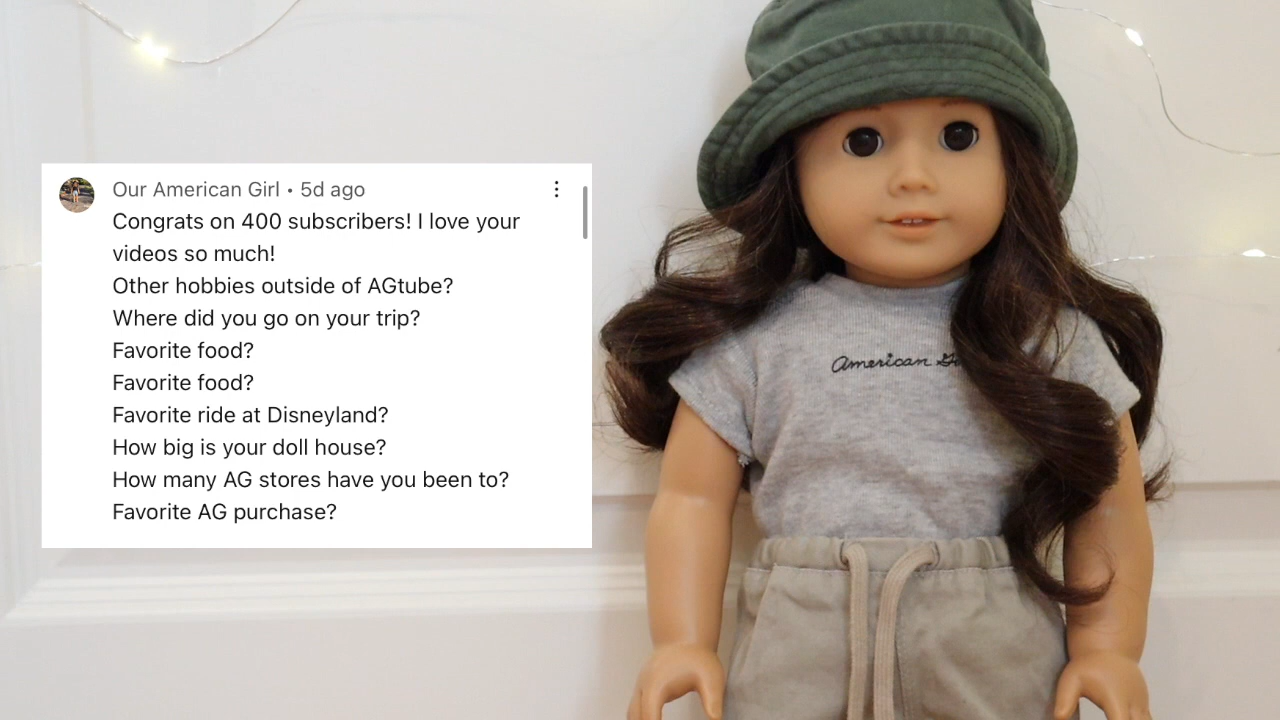 Our American Girl • 5d ago
Congrats on 400 subscribers! I love your
videos so much!
Other hobbies outside of AGtube?
Where did you go on your trip?
Favorite food?
Favorite food?
Favorite ride at Disneyland?
How big is your doll house?
How many AG stores have you been to?
Favorite AG purchase?
American